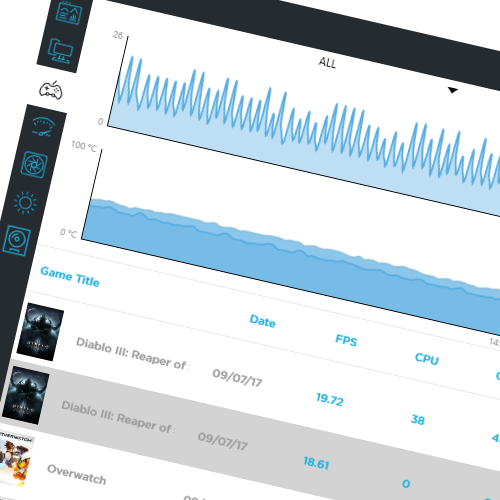 26
ALL
0
100 °C
0 °C
14:
Game Title
Date
FPS
CPU
Diablo III: Reaper of
09/07/17
19.72
38
4
Diablo III: Reaper of
09/07/17
18.61
0
Overwatch